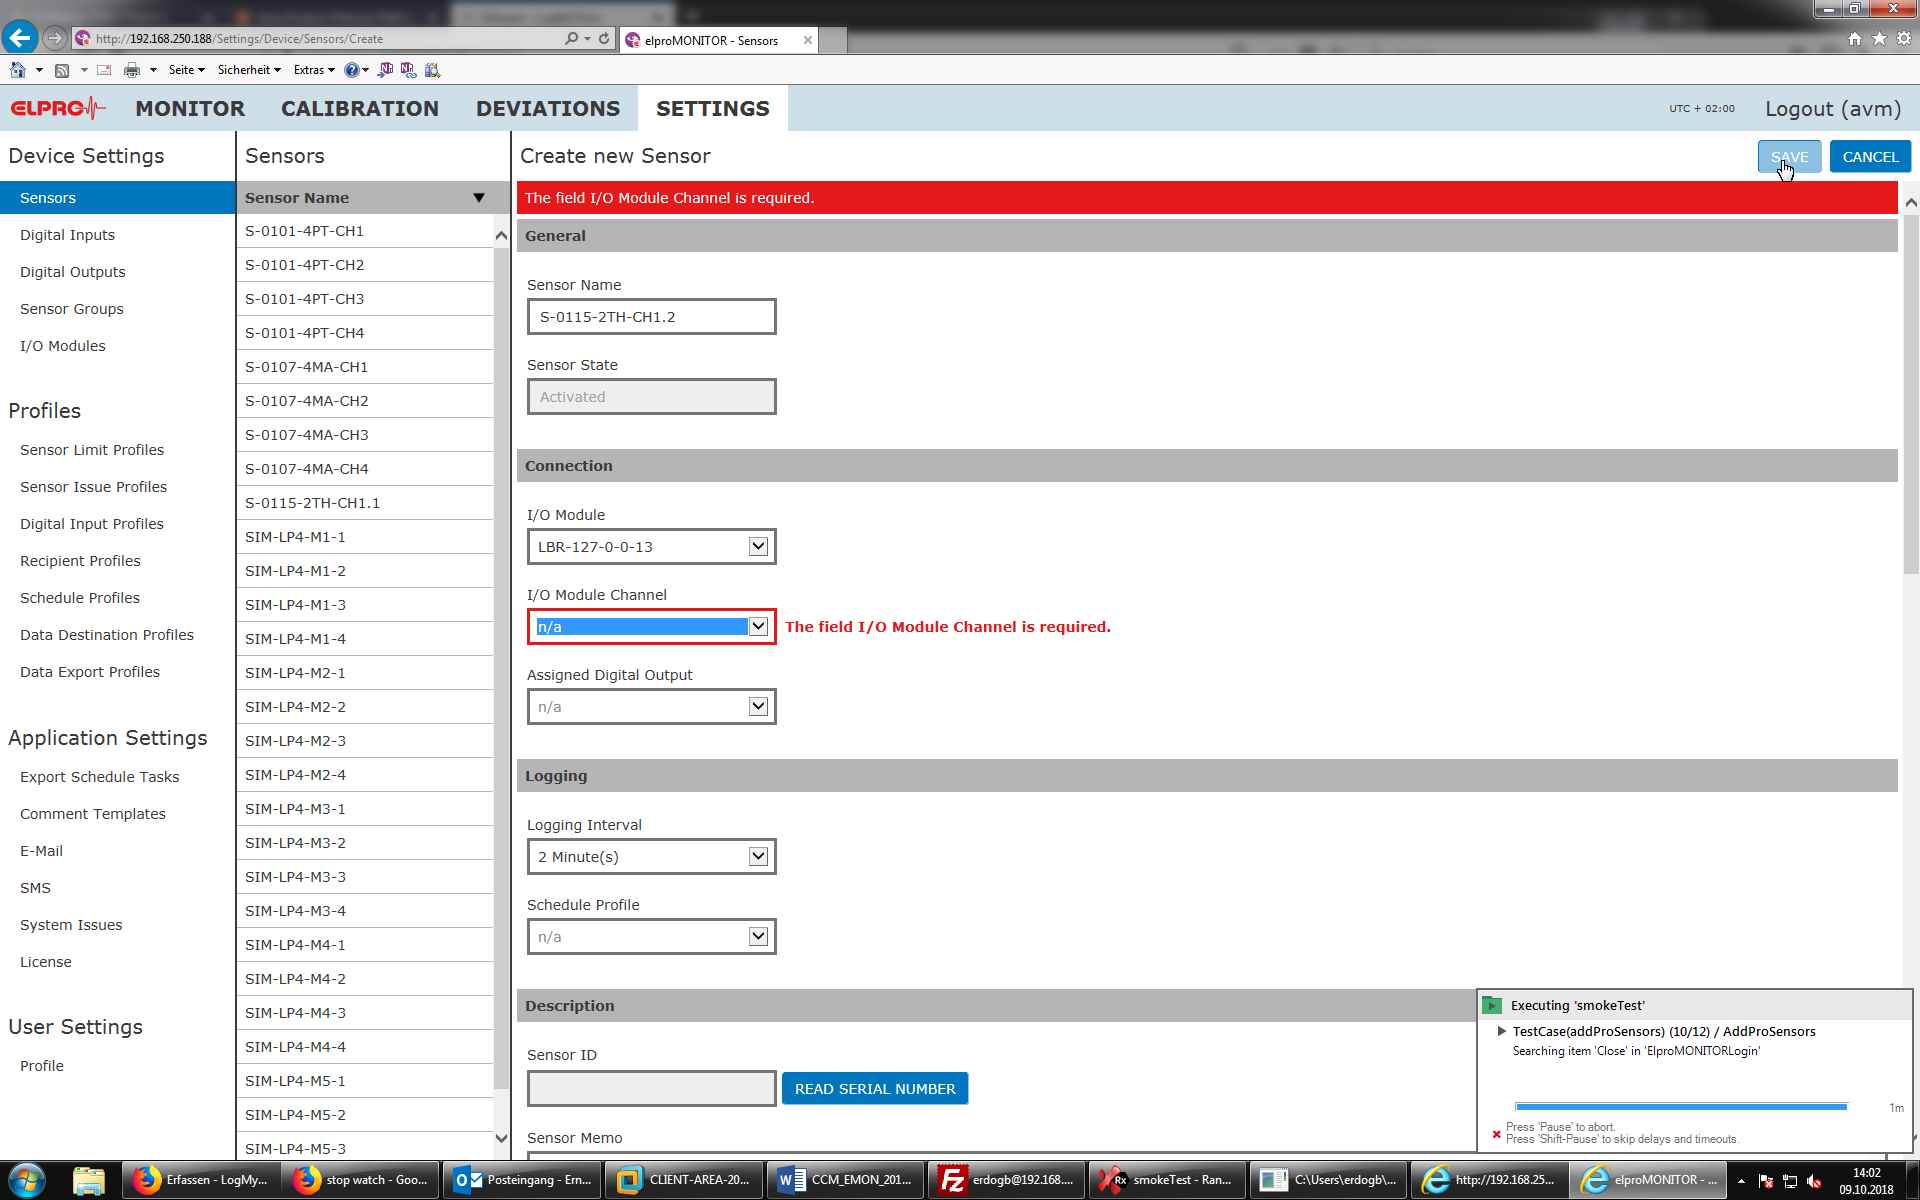 http://192.168.250.188/Settings/Device/Sensors/Create
elproMONITOR - Sensors
Seite
Sicherheit
Extras
ELPRO
MONITOR
CALIBRATION
DEVIATIONS
SETTINGS
UTC + 02:00
Logout (avm)
Device Settings
Sensors
Digital Inputs
Digital Outputs
Sensor Groups
I/O Modules
Profiles
Sensor Limit Profiles
Sensor Issue Profiles
Digital Input Profiles
Recipient Profiles
Schedule Profiles
Data Destination Profiles
Data Export Profiles
Application Settings
Export Schedule Tasks
Comment Templates
E-Mail
SMS
System Issues
License
User Settings
Profile
Sensors
Sensor Name
S-0101-4PT-CH1
S-0101-4PT-CH2
S-0101-4PT-CH3
S-0101-4PT-CH4
S-0107-4MA-CH1
S-0107-4MA-CH2
S-0107-4MA-CH3
S-0107-4MA-CH4
S-0115-2TH-CH1.1
SIM-LP4-M1-1
SIM-LP4-M1-2
SIM-LP4-M1-3
SIM-LP4-M1-4
SIM-LP4-M2-1
SIM-LP4-M2-2
SIM-LP4-M2-3
SIM-LP4-M2-4
SIM-LP4-M3-1
SIM-LP4-M3-2
SIM-LP4-M3-3
SIM-LP4-M3-4
SIM-LP4-M4-1
SIM-LP4-M4-2
SIM-LP4-M4-3
SIM-LP4-M4-4
SIM-LP4-M5-1
SIM-LP4-M5-2
SIM-LP4-M5-3
Create new Sensor
SAVE
CANCEL
The field I/O Module Channel is required.
General
Sensor Name
S-0115-2TH-CH1.2
Sensor State
Activated
Connection
I/O Module
LBR-127-0-0-13
I/O Module Channel
n/a
The field I/O Module Channel is required.
Assigned Digital Output
n/a
Logging
Logging Interval
2 Minute(s)
Schedule Profile
n/a
Description
Sensor ID
READ SERIAL NUMBER
Sensor Memo
Executing 'smokeTest'
TestCase(addProSensors) (10/12) / AddProSensors
Searching item 'Close' in 'ElproMONITORLogin'
1m
Press 'Pause' to abort.
Press 'Shift-Pause' to skip delays and timeouts.
Erfassen - LogMy...
stop watch - Goo...
Posteingang - Ern...
CLIENT-AREA-20...
CCM_EMON_201...
erdogb@192.168....
smokeTest - Ran...
C:\Users\erdogb\...
http://192.168.25...
elproMONITOR - ...
14:02
09.10.2018